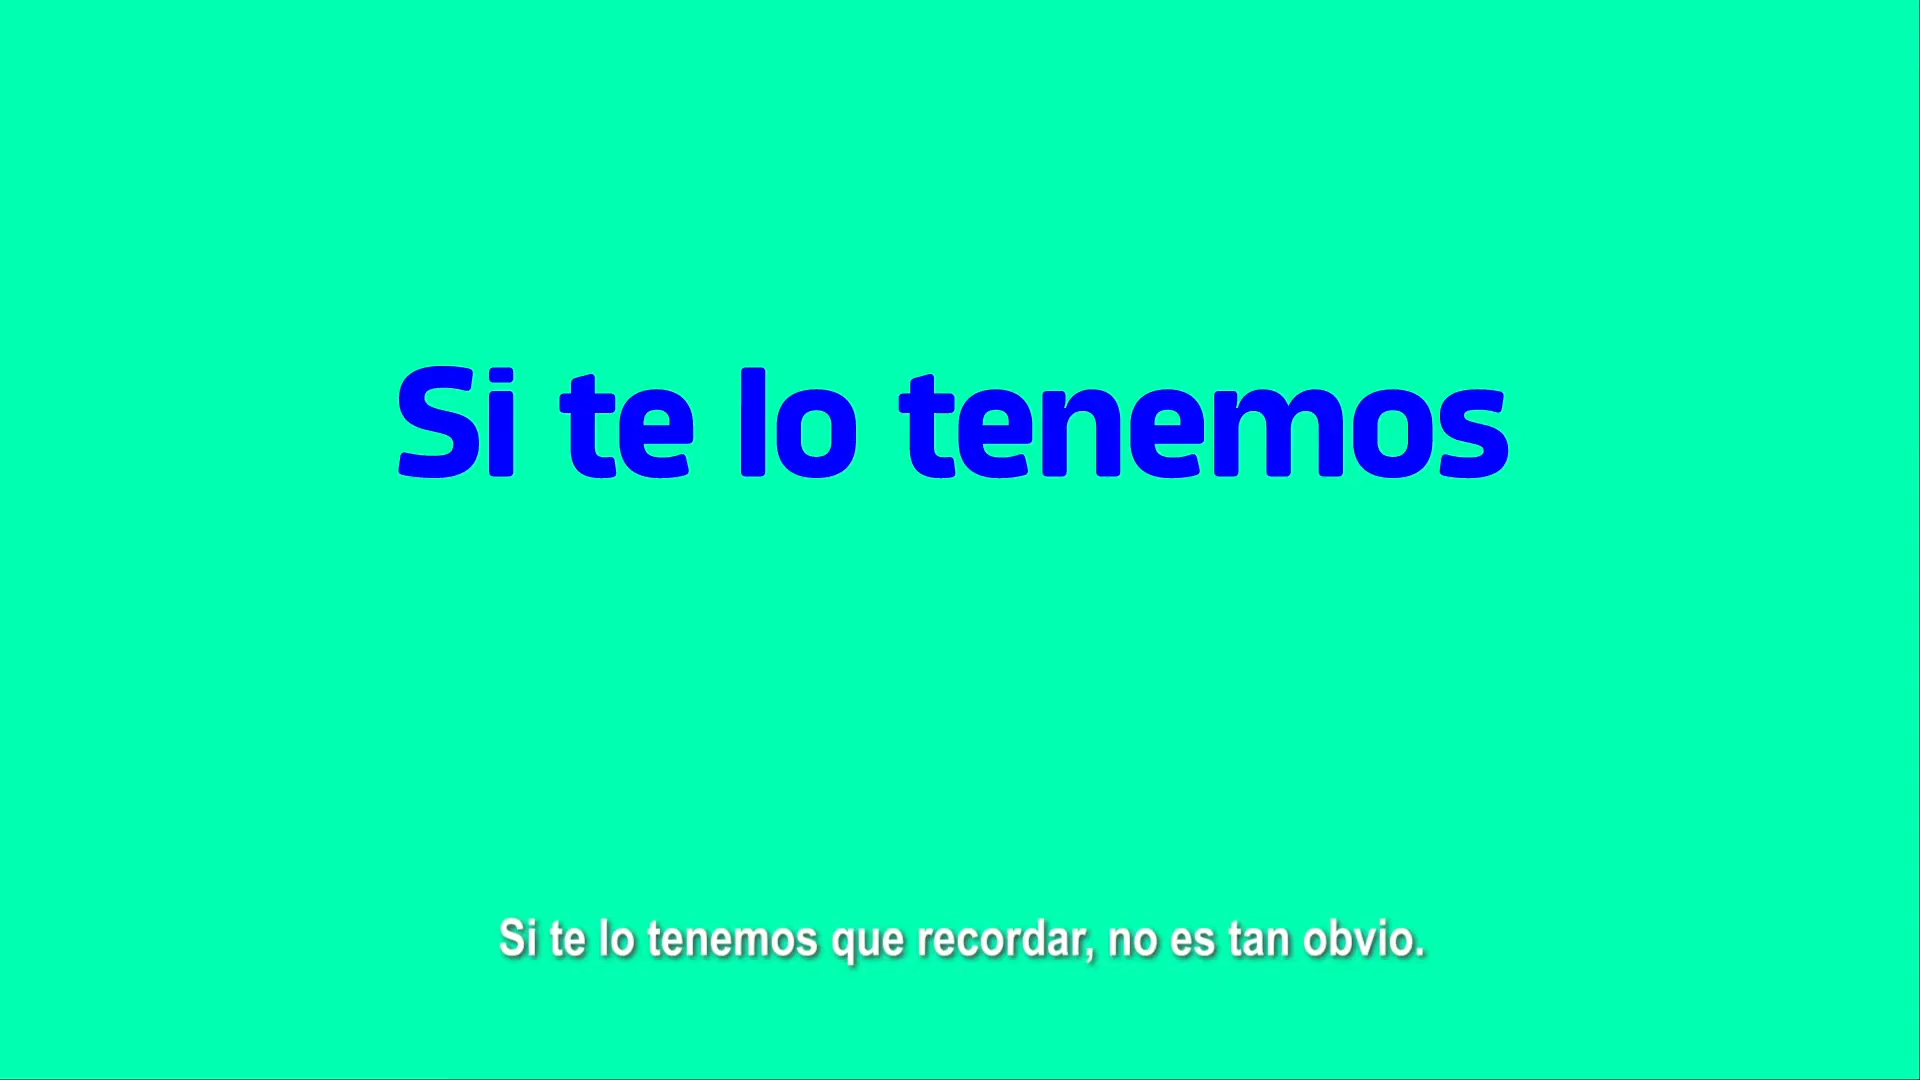 Si te lo tenemos
Si te lo tenemos que recordar, no es tan obvio.